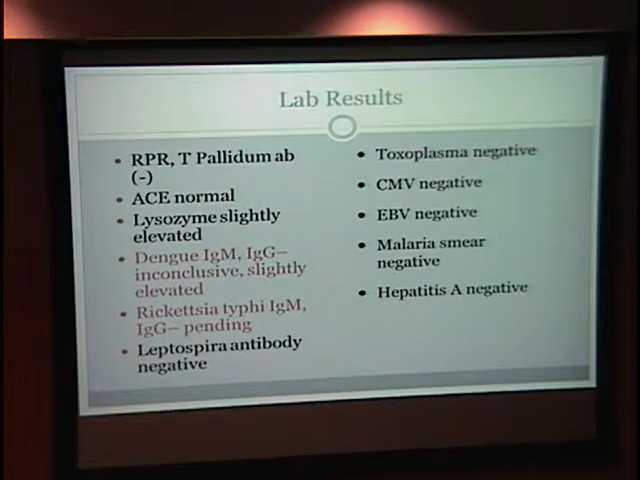 Lab Results
RPR, T Pallidum ab
(-)
ACE normal
Lysozyme slightly
elevated
Dengue IgM, IgG–
inconclusive, slightly
elevated
Rickettsia typhi IgM,
IgG– pending
Leptospira antibody
negative
Toxoplasma negative
CMV negative
EBV negative
Malaria smear
negative
Hepatitis A negative